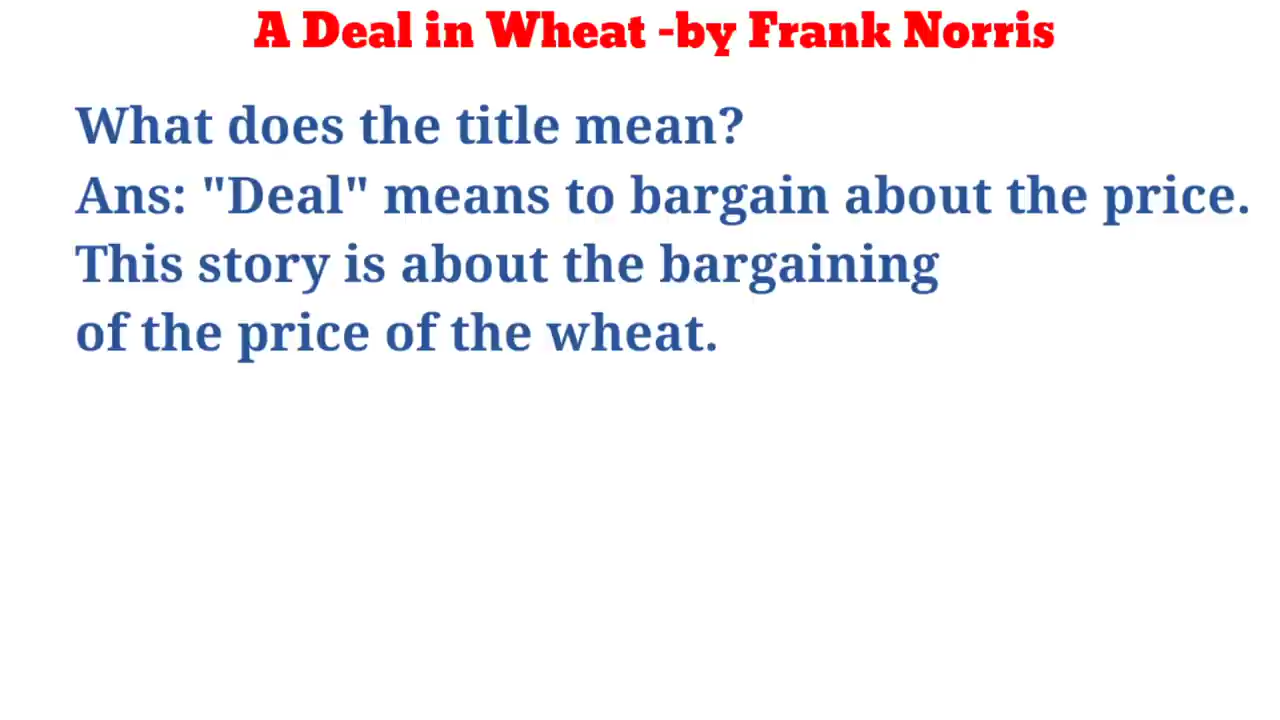 A Deal in Wheat -by Frank Norris
What does the title mean?
Ans: "Deal" means to bargain about the price.
This story is about the bargaining
of the price of the wheat.